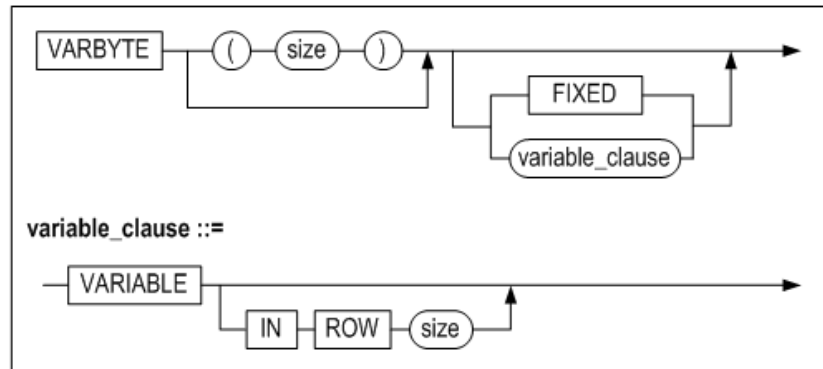 VARBYTE ( size )
FIXED
variable_clause
variable_clause ::=
VARIABLE
IN ROW size